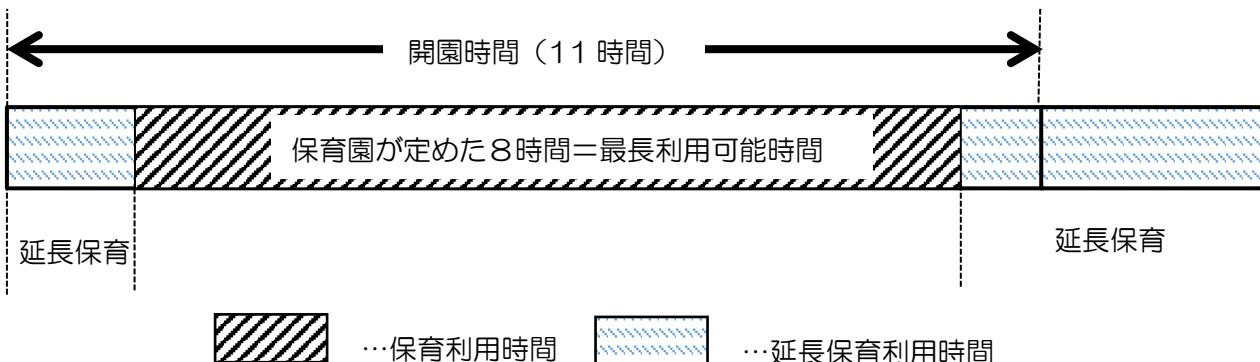 開園時間（11時間）
保育園が定めた８時間＝最長利用可能時間
延長保育
延長保育
…保育利用時間
…延長保育利用時間